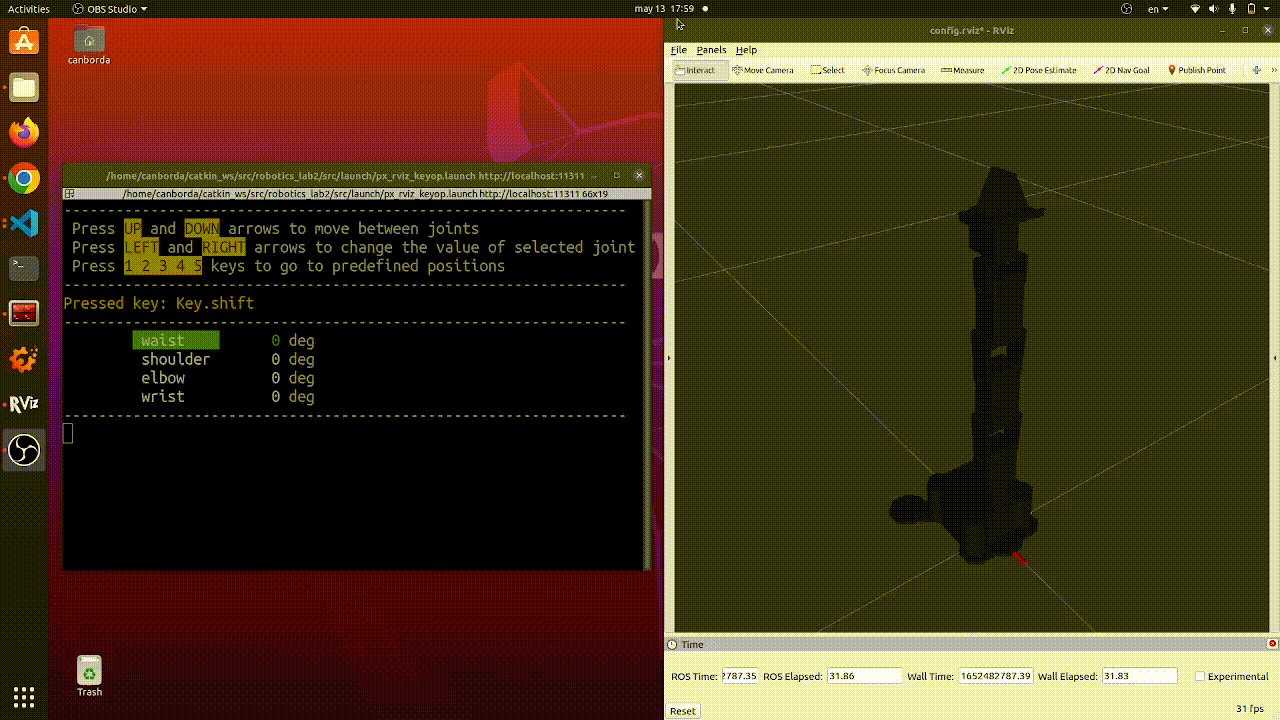 Activities
OBS Studio
may 13 17:59
en
canborda
/home/canborda/catkin_ws/src/robotics_lab2/src/launch/px_rviz_keyop.launch http://localhost:11311
/home/canborda/catkin_ws/src/robotics_lab2/src/launch/px_rviz_keyop.launch http://localhost:11311 66x19
Press UP and DOWN arrows to move between joints
Press LEFT and RIGHT arrows to change the value of selected joint
Press 1 2 3 4 5 keys to go to predefined positions
Pressed key: Key.shift
waist 0 deg
shoulder 0 deg
elbow 0 deg
wrist 0 deg
RViz
Trash
config.rviz* - RViz
File Panels Help
Interact Move Camera Select Focus Camera Measure 2D Pose Estimate 2D Nav Goal Publish Point
Time
ROS Time: 2787.35 ROS Elapsed: 31.86 Wall Time: 1652482787.39 Wall Elapsed: 31.83 Experimental
Reset
31 fps